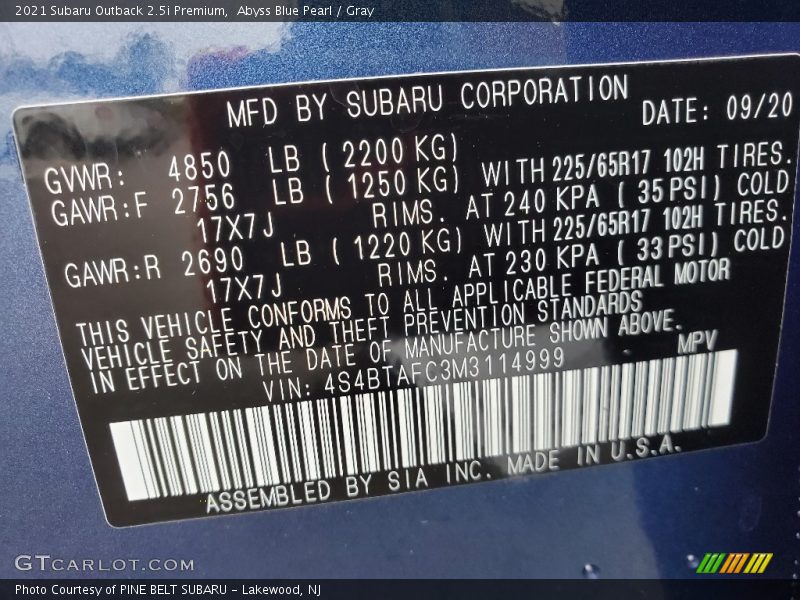 2021 Subaru Outback 2.5i Premium,  Abyss Blue Pearl / Gray
MFD BY SUBARU CORPORATION DATE: 09/20
GVWR: 4850 LB ( 2200 KG)
GAWR:F 2756 LB ( 1250 KG) WITH 225/65R17 102H TIRES.
17X7J RIMS. AT 240 KPA ( 35 PSI) COLD
GAWR:R 2690 LB ( 1220 KG) WITH 225/65R17 102H TIRES.
17X7J RIMS. AT 230 KPA ( 33 PSI) COLD
THIS VEHICLE CONFORMS TO ALL APPLICABLE FEDERAL MOTOR
VEHICLE SAFETY AND THEFT PREVENTION STANDARDS
IN EFFECT ON THE DATE OF MANUFACTURE SHOWN ABOVE.
VIN: 4S4BTAFC3M3114999 MPV
ASSEMBLED BY SIA INC. MADE IN U.S.A.
GTCARLOT.COM
Photo Courtesy of PINE BELT SUBARU - Lakewood, NJ